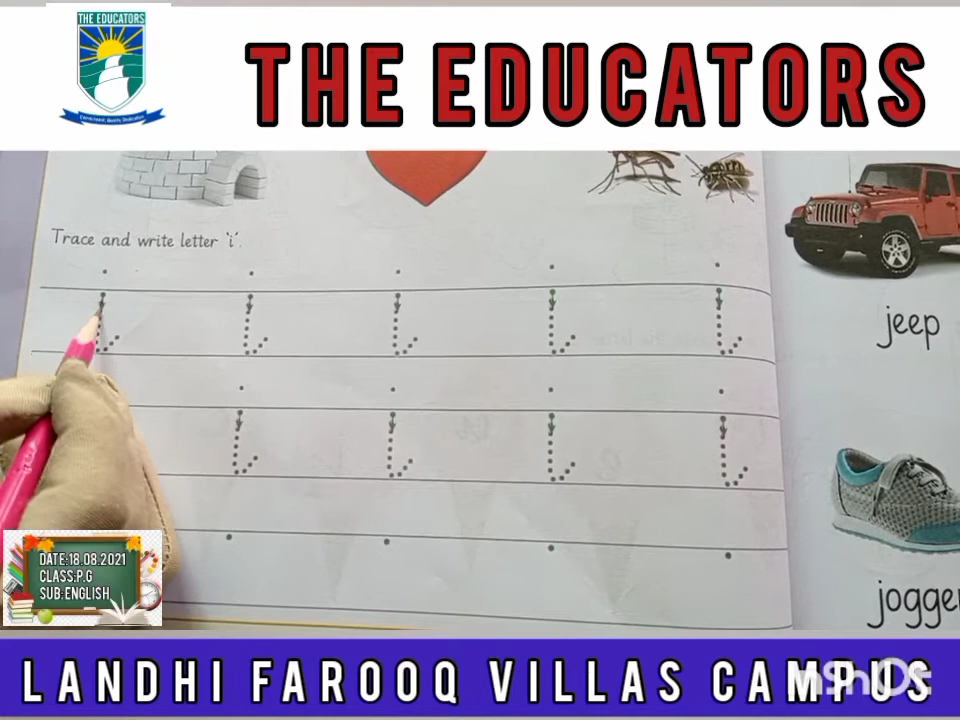 THE EDUCATORS
THE EDUCATORS
Trace and write letter 'i'.
jeep
DATE:18.08.2021
CLASS:P.G
SUB:ENGLISH
LANDHI FAROOQ VILLAS CAMPUS